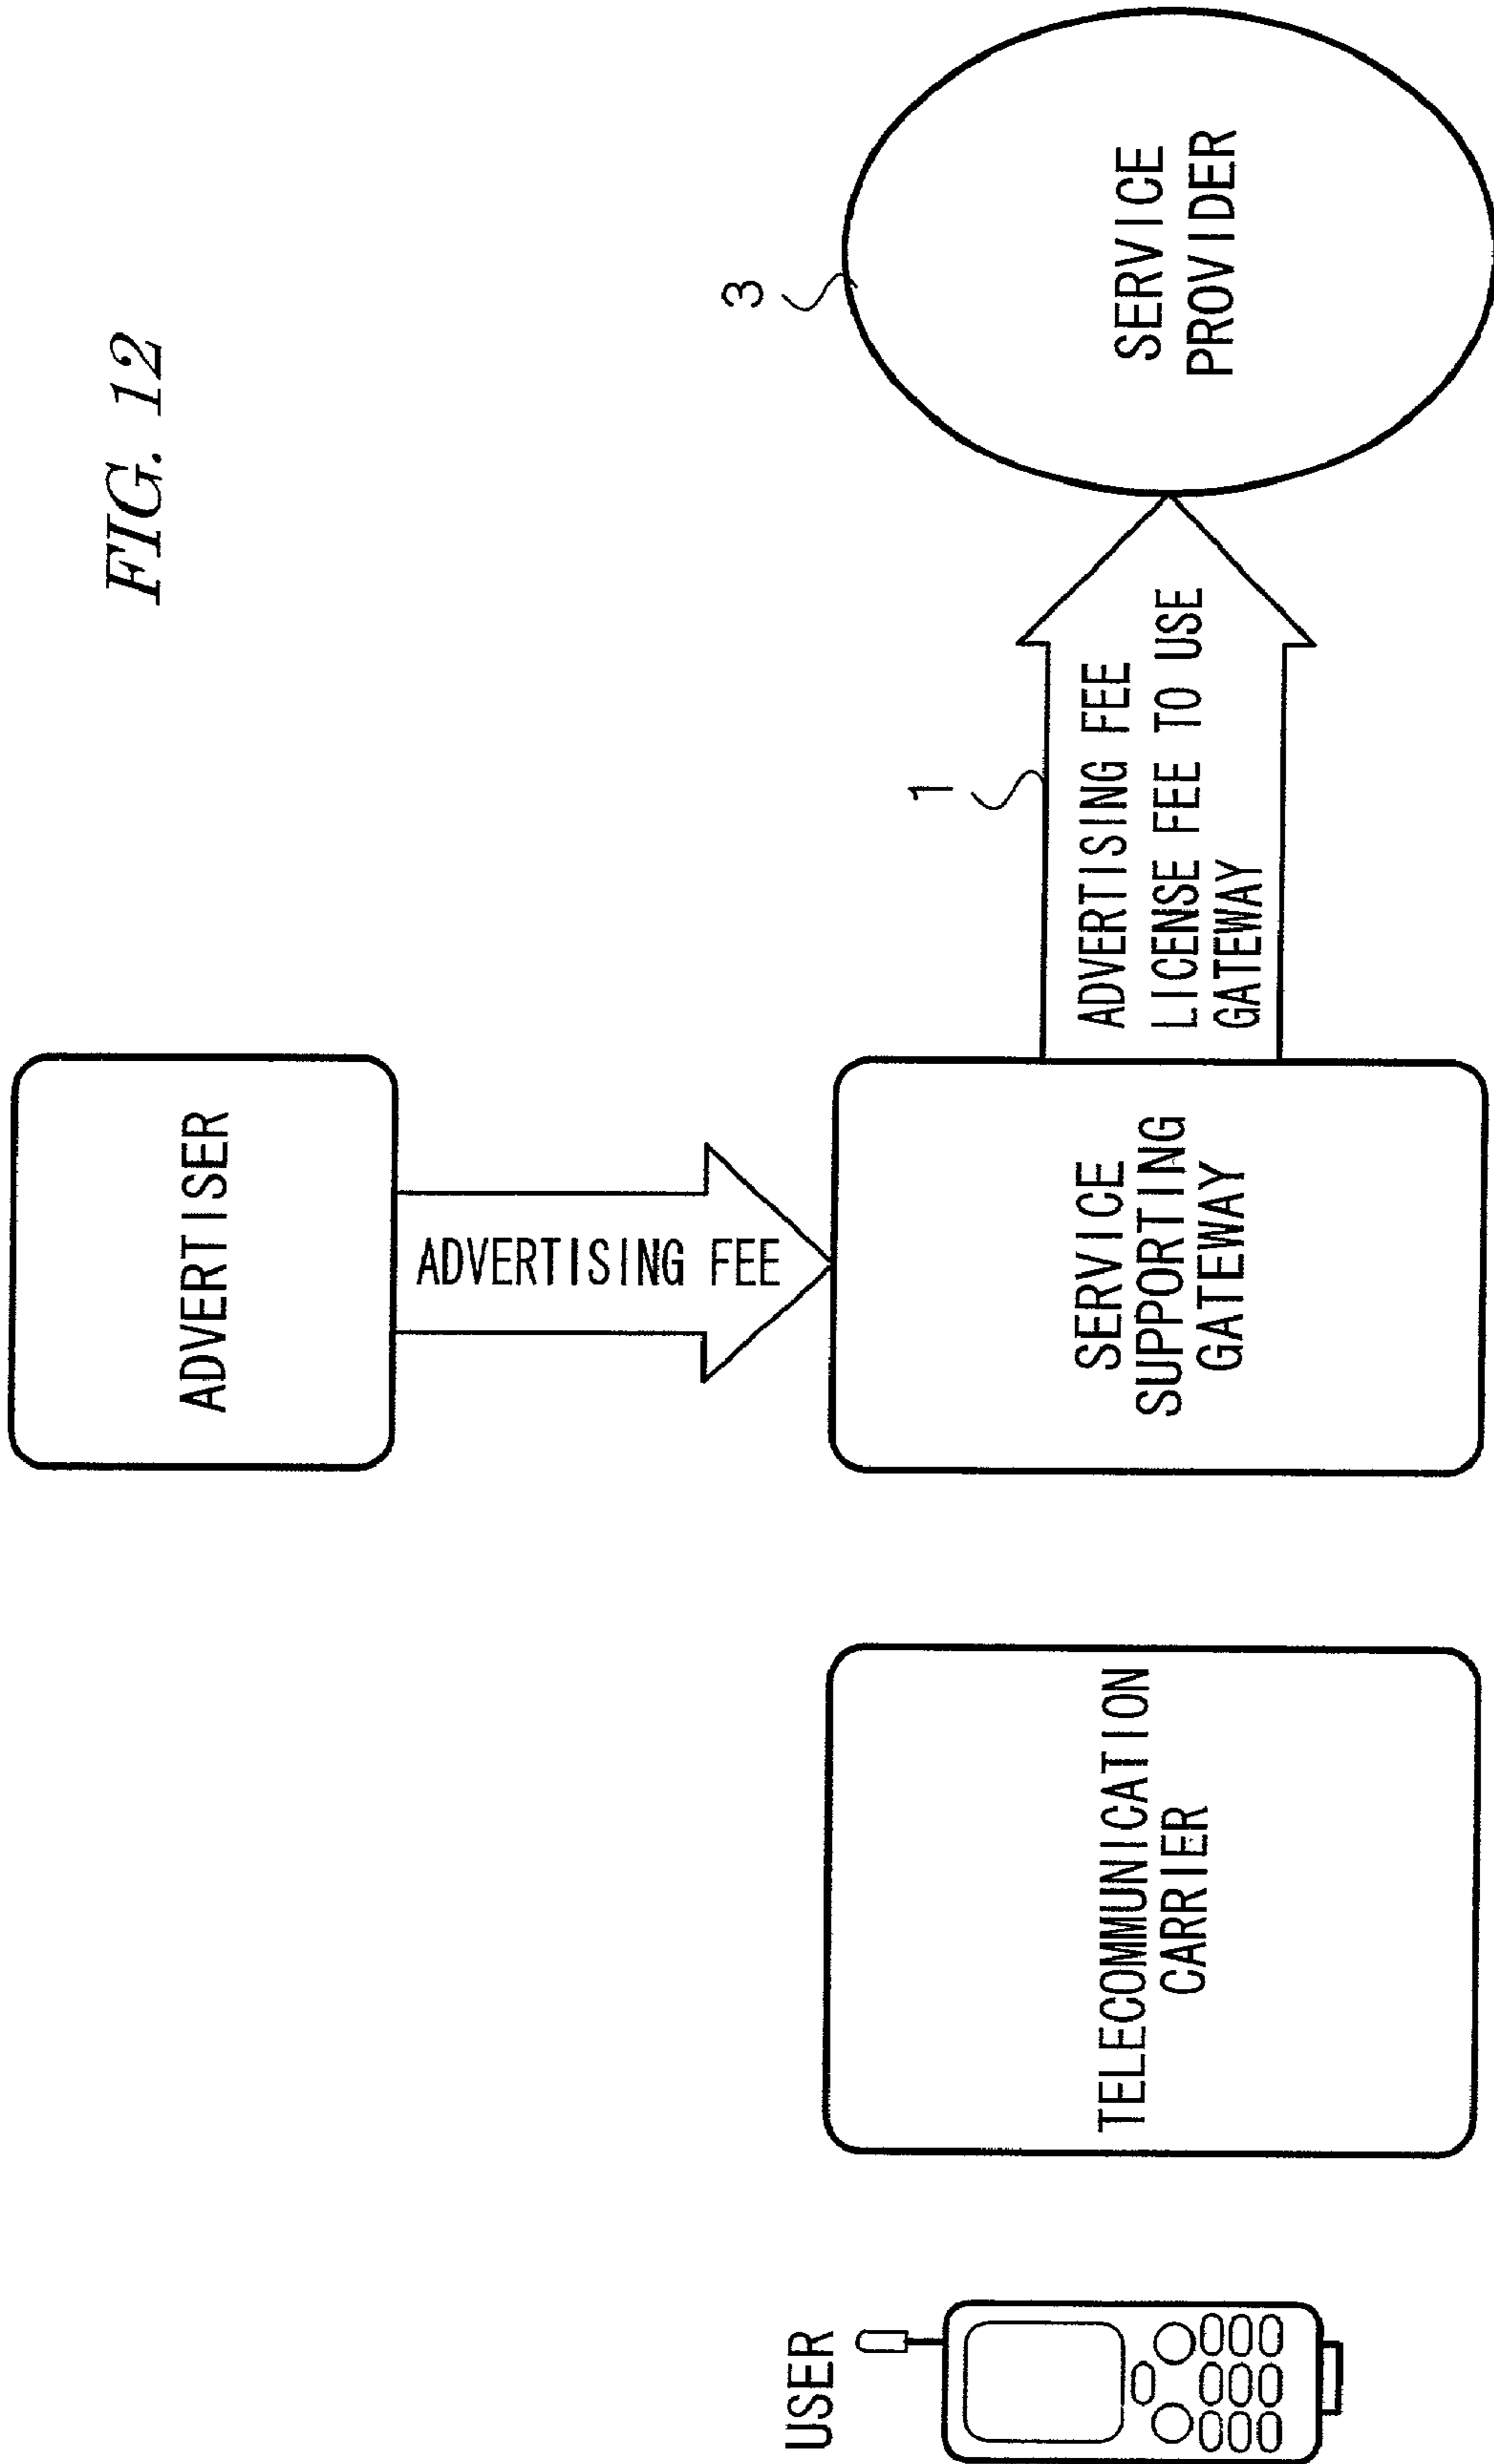 FIG. 12
ADVERTISER
ADVERTISING FEE
USER
TELECOMMUNICATION
CARRIER
SERVICE
SUPPORTING
GATEWAY
1
ADVERTISING FEE
LICENSE FEE TO USE
GATEWAY
3
SERVICE
PROVIDER